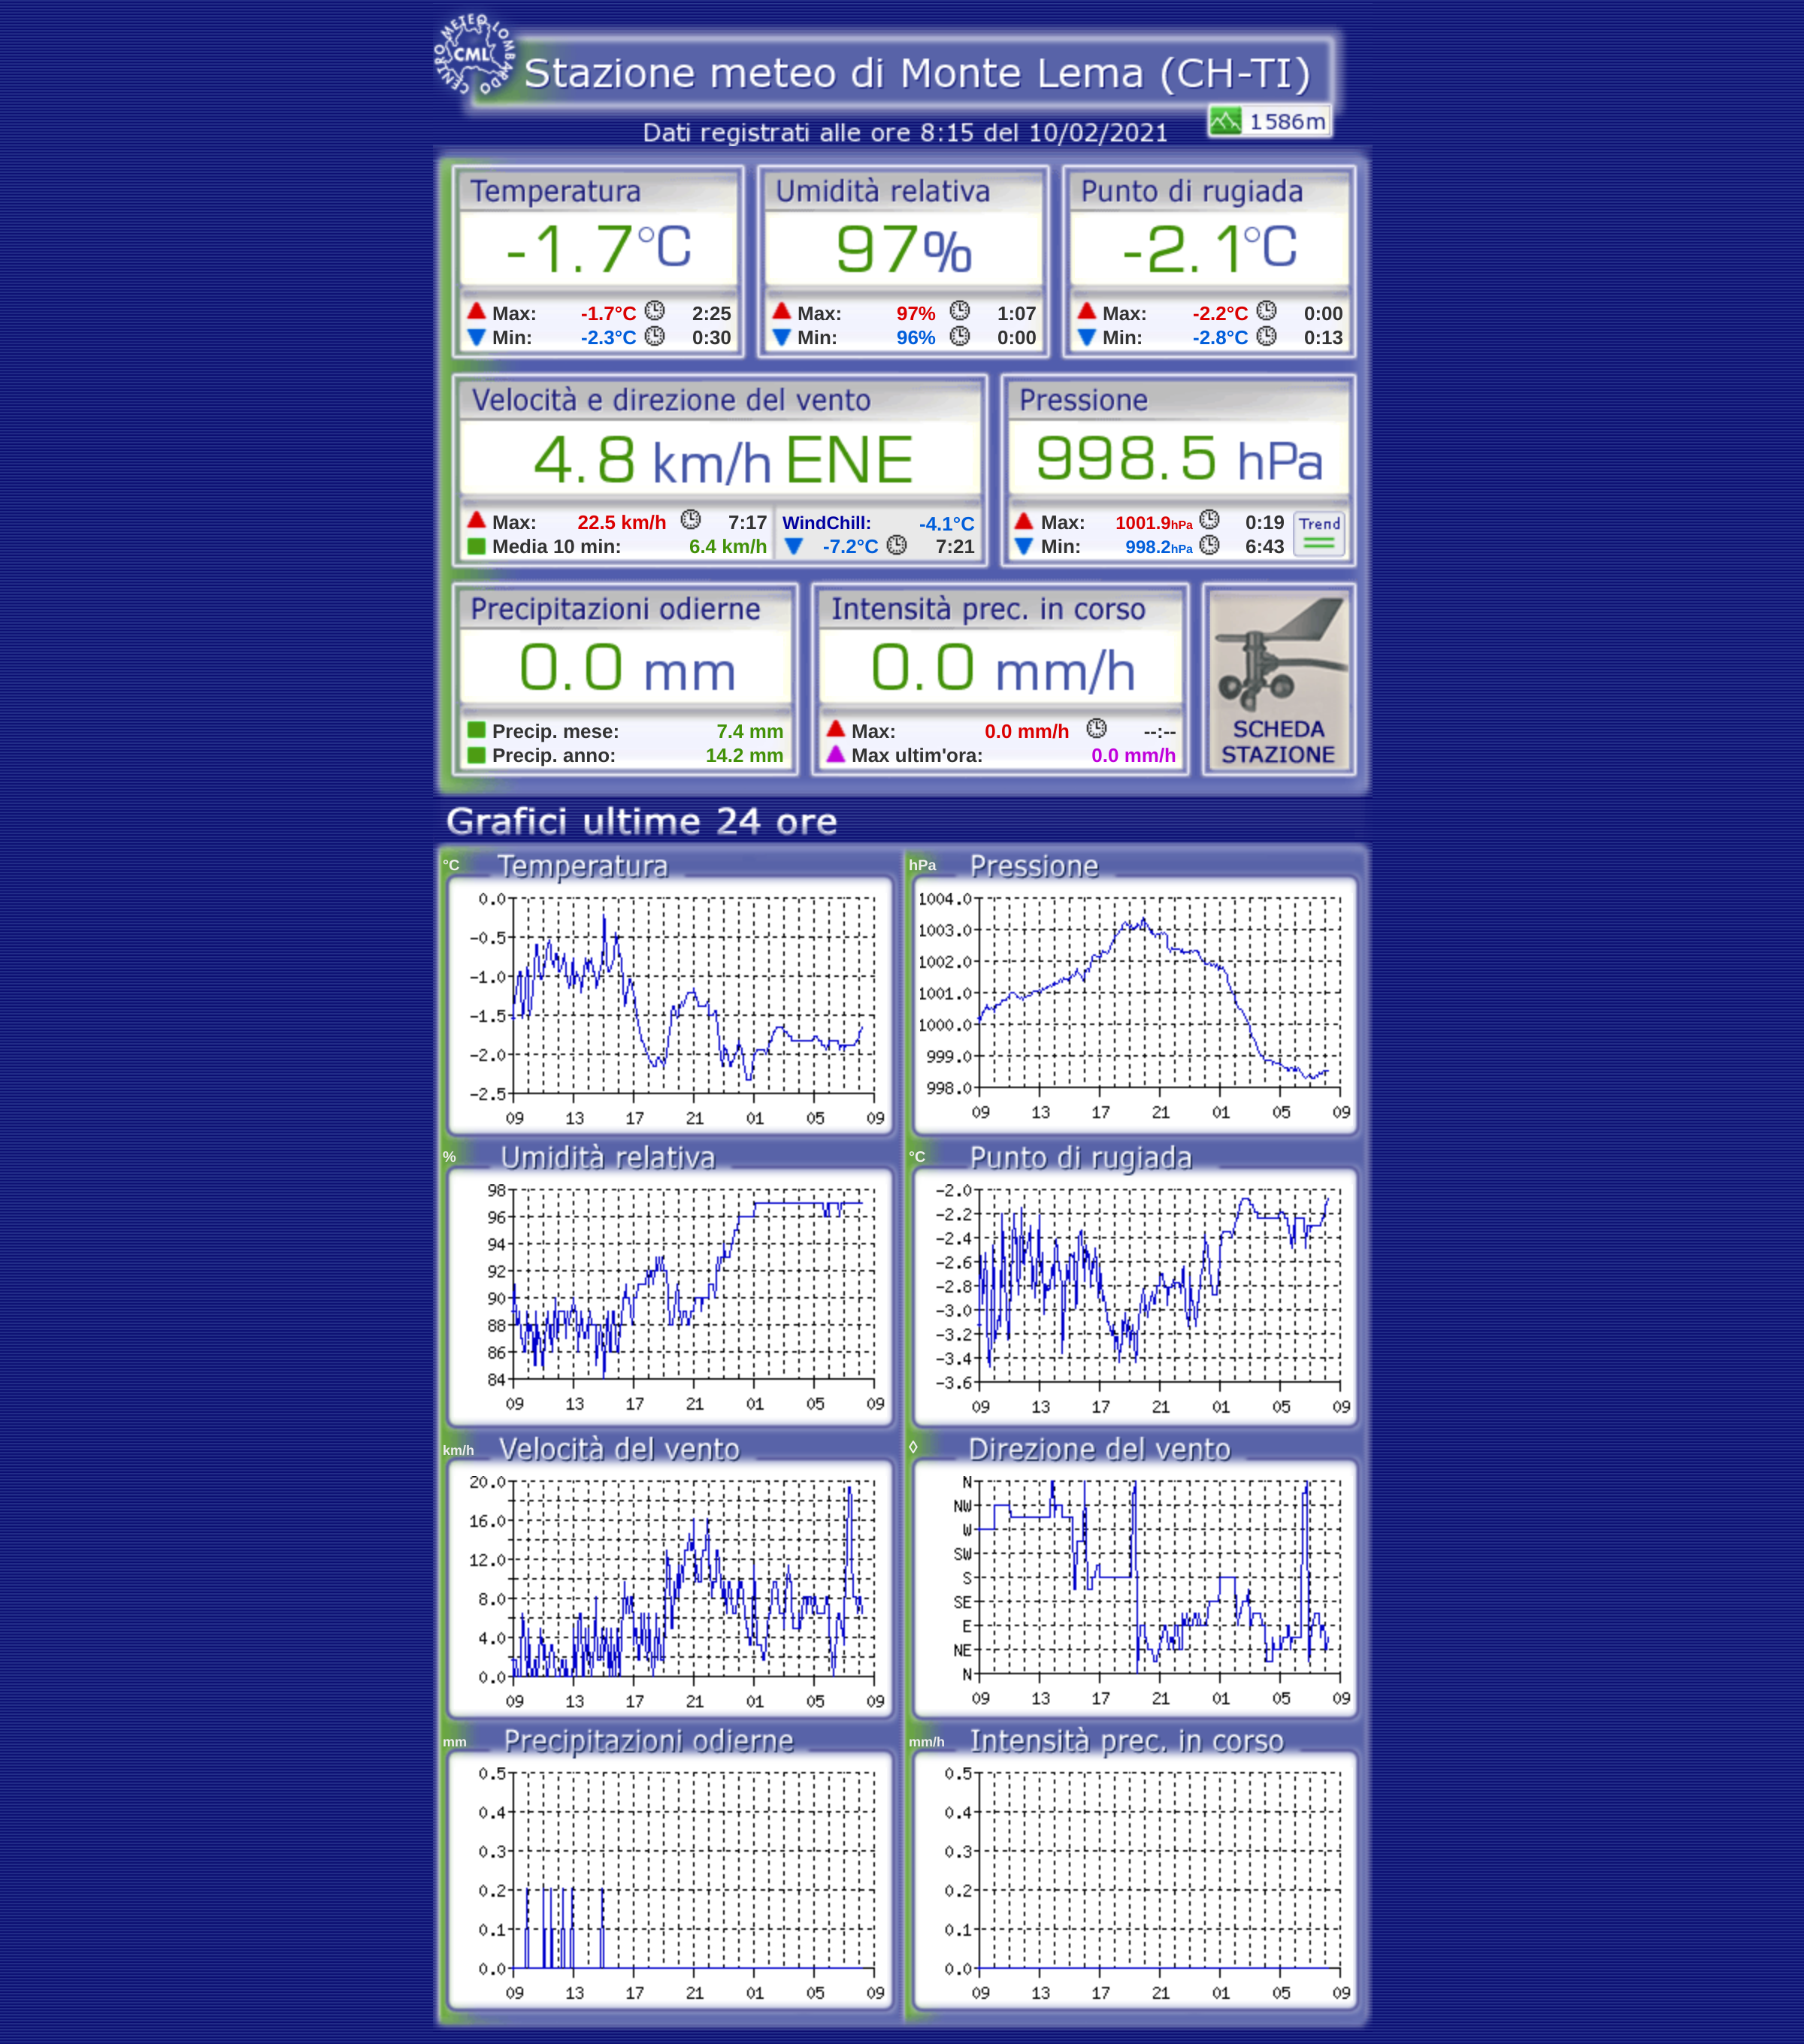 CENTRO METEO LOMBARDO
CML
Stazione meteo di Monte Lema (CH-TI)
1586m
Dati registrati alle ore 8:15 del 10/02/2021
Temperatura
-1.7°C
Max: -1.7°C 2:25
Min: -2.3°C 0:30
Umidità relativa
97%
Max: 97% 1:07
Min: 96% 0:00
Punto di rugiada
-2.1°C
Max: -2.2°C 0:00
Min: -2.8°C 0:13
Velocità e direzione del vento
4.8 km/h ENE
Max: 22.5 km/h 7:17
Media 10 min: 6.4 km/h
WindChill: -4.1°C
-7.2°C 7:21
Pressione
998.5 hPa
Max: 1001.9hPa 0:19
Min: 998.2hPa 6:43
Trend
Precipitazioni odierne
0.0 mm
Precip. mese: 7.4 mm
Precip. anno: 14.2 mm
Intensità prec. in corso
0.0 mm/h
Max: 0.0 mm/h --:--
Max ultim'ora: 0.0 mm/h
SCHEDA
STAZIONE
Grafici ultime 24 ore
°C Temperatura
0.0
-0.5
-1.0
-1.5
-2.0
-2.5
09 13 17 21 01 05 09
hPa Pressione
1004.0
1003.0
1002.0
1001.0
1000.0
999.0
998.0
09 13 17 21 01 05 09
% Umidità relativa
98
96
94
92
90
88
86
84
09 13 17 21 01 05 09
°C Punto di rugiada
-2.0
-2.2
-2.4
-2.6
-2.8
-3.0
-3.2
-3.4
-3.6
09 13 17 21 01 05 09
km/h Velocità del vento
20.0
16.0
12.0
8.0
4.0
0.0
09 13 17 21 01 05 09
◊ Direzione del vento
N
NW
W
SW
S
SE
E
NE
N
09 13 17 21 01 05 09
mm Precipitazioni odierne
0.5
0.4
0.3
0.2
0.1
0.0
09 13 17 21 01 05 09
mm/h Intensità prec. in corso
0.5
0.4
0.3
0.2
0.1
0.0
09 13 17 21 01 05 09